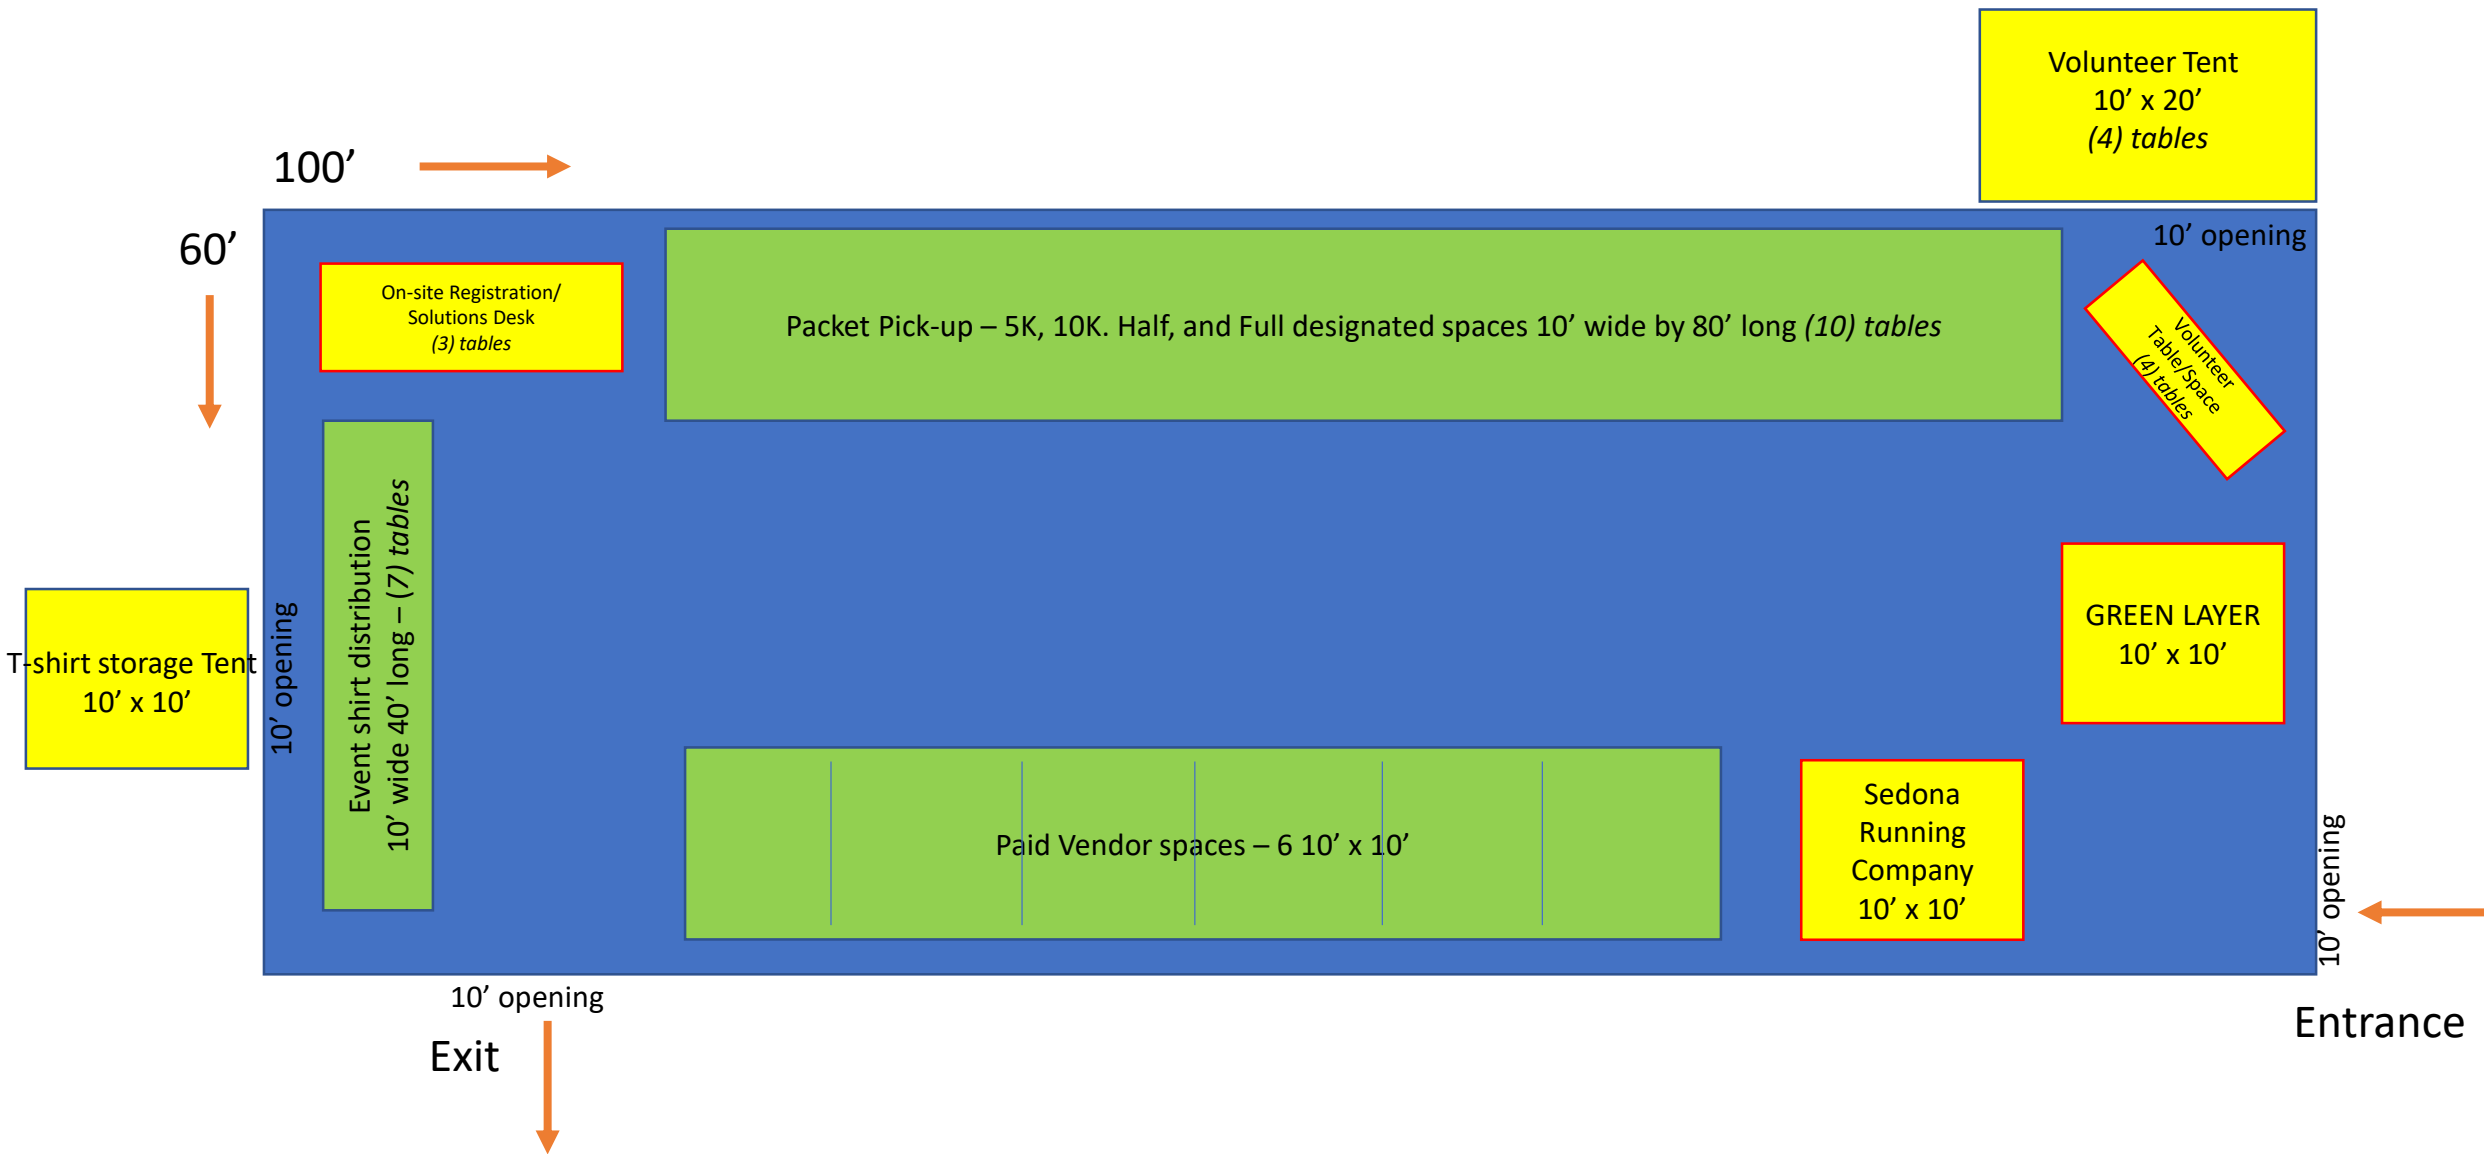 Volunteer Tent
10’ x 20’
(4) tables
100’
60’
10’ opening
On-site Registration/
Solutions Desk
(3) tables
Packet Pick-up – 5K, 10K. Half, and Full designated spaces 10’ wide by 80’ long (10) tables
Volunteer
Table/Space
(4) tables
Event shirt distribution
10’ wide 40’ long – (7) tables
10’ opening
T-shirt storage Tent
10’ x 10’
GREEN LAYER
10’ x 10’
Paid Vendor spaces – 6 10’ x 10’
Sedona
Running
Company
10’ x 10’
10’ opening
10’ opening
Exit
Entrance